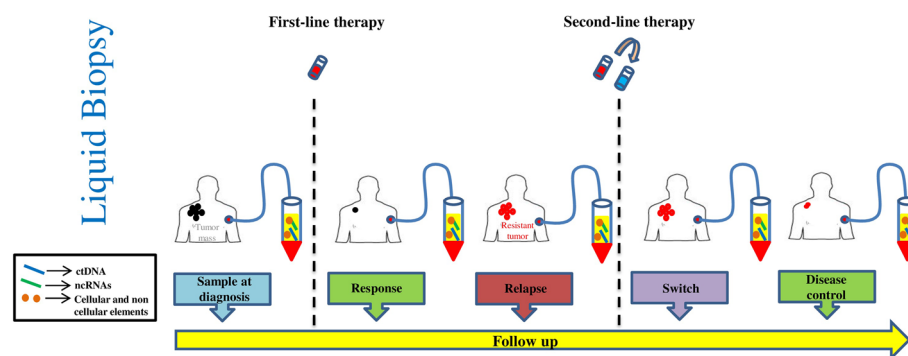 Liquid Biopsy
First-line therapy
Second-line therapy
Tumor
mass
Resistant
tumor
ctDNA
ncRNAs
Cellular and non
cellular elements
Sample at
diagnosis
Response
Relapse
Switch
Disease
control
Follow up